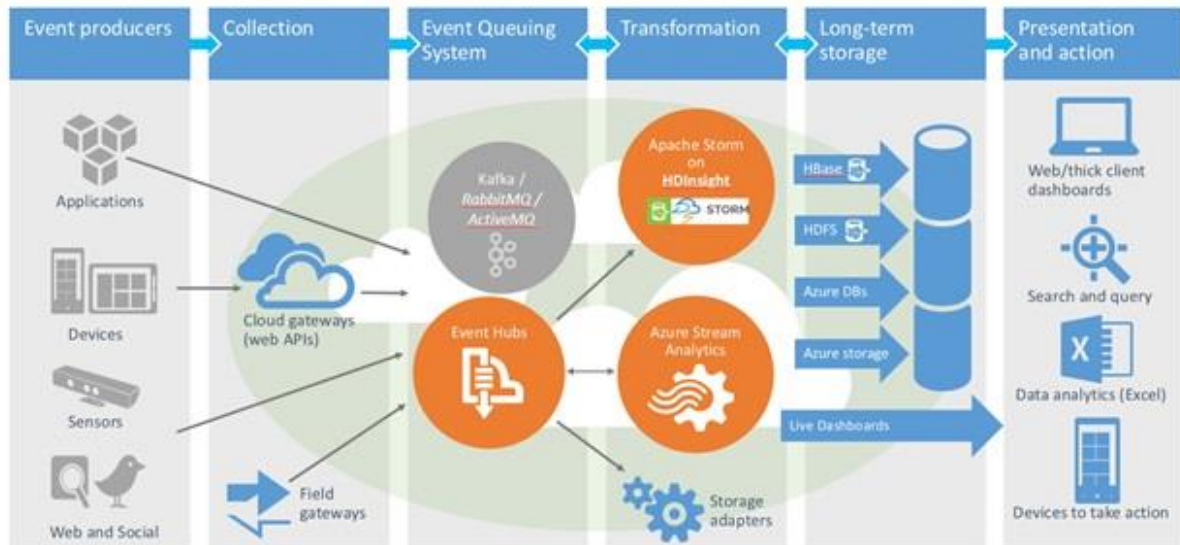 Event producers
Collection
Event Queuing
System
Transformation
Long-term
storage
Presentation
and action
Applications
Devices
Sensors
Web and Social
Cloud gateways
(web APIs)
Field
gateways
Kafka /
RabbitMQ /
ActiveMQ
Event Hubs
Apache Storm
on
HDInsight
STORM
Azure Stream
Analytics
Storage
adapters
HBase
HDFS
Azure DBs
Azure storage
Live Dashboards
Web/thick client
dashboards
Search and query
X
Data analytics (Excel)
Devices to take action